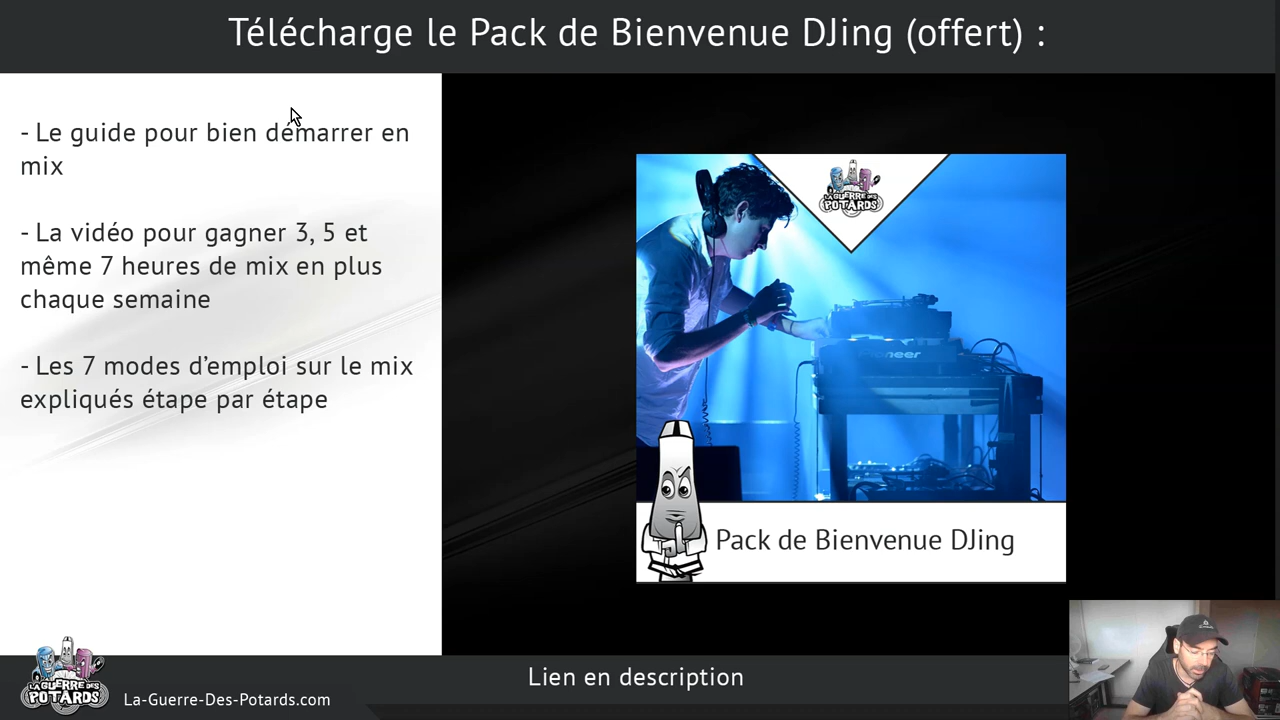 Télécharge le Pack de Bienvenue DJing (offert) :
- Le guide pour bien démarrer en
mix
- La vidéo pour gagner 3, 5 et
même 7 heures de mix en plus
chaque semaine
- Les 7 modes d’emploi sur le mix
expliqués étape par étape
LA GUERRE DES
POTARDS
Pioneer
Pack de Bienvenue DJing
LA GUERRE DES
POTARDS
La-Guerre-Des-Potards.com
Lien en description